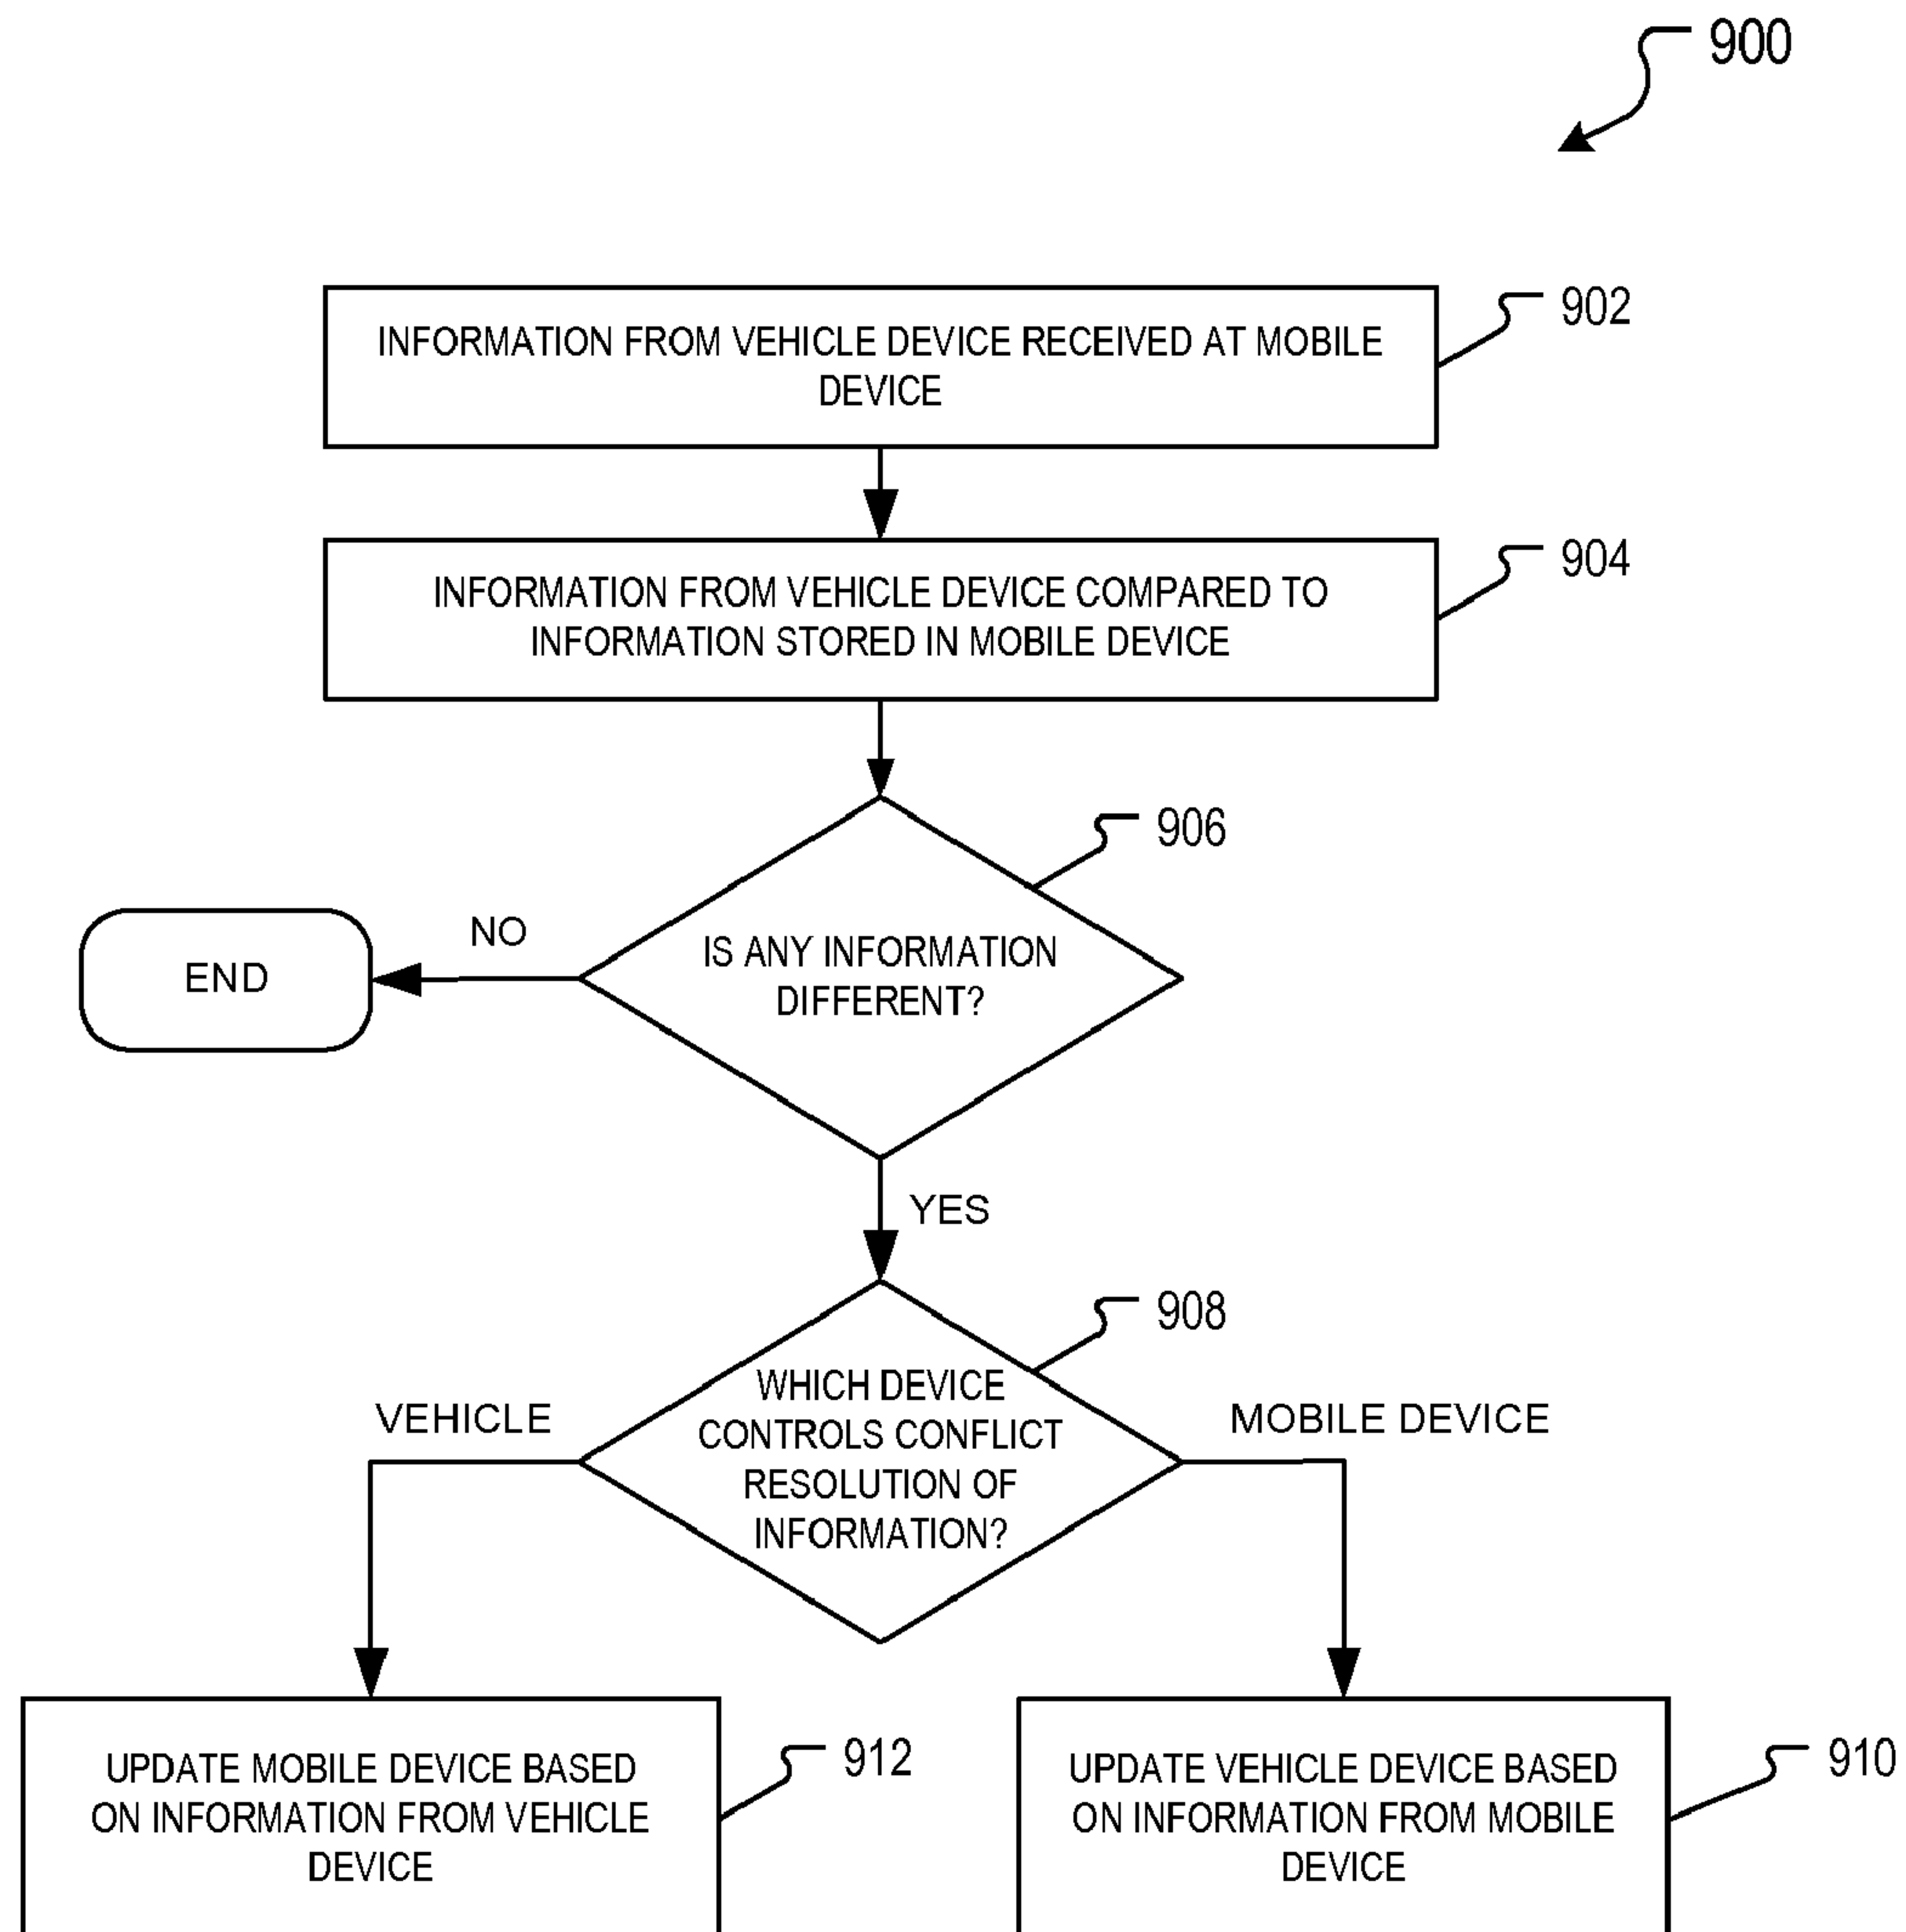 900
INFORMATION FROM VEHICLE DEVICE RECEIVED AT MOBILE
DEVICE
902
INFORMATION FROM VEHICLE DEVICE COMPARED TO
INFORMATION STORED IN MOBILE DEVICE
904
906
IS ANY INFORMATION
DIFFERENT?
NO
END
YES
908
WHICH DEVICE
CONTROLS CONFLICT
RESOLUTION OF
INFORMATION?
VEHICLE
MOBILE DEVICE
UPDATE MOBILE DEVICE BASED
ON INFORMATION FROM VEHICLE
DEVICE
912
UPDATE VEHICLE DEVICE BASED
ON INFORMATION FROM MOBILE
DEVICE
910